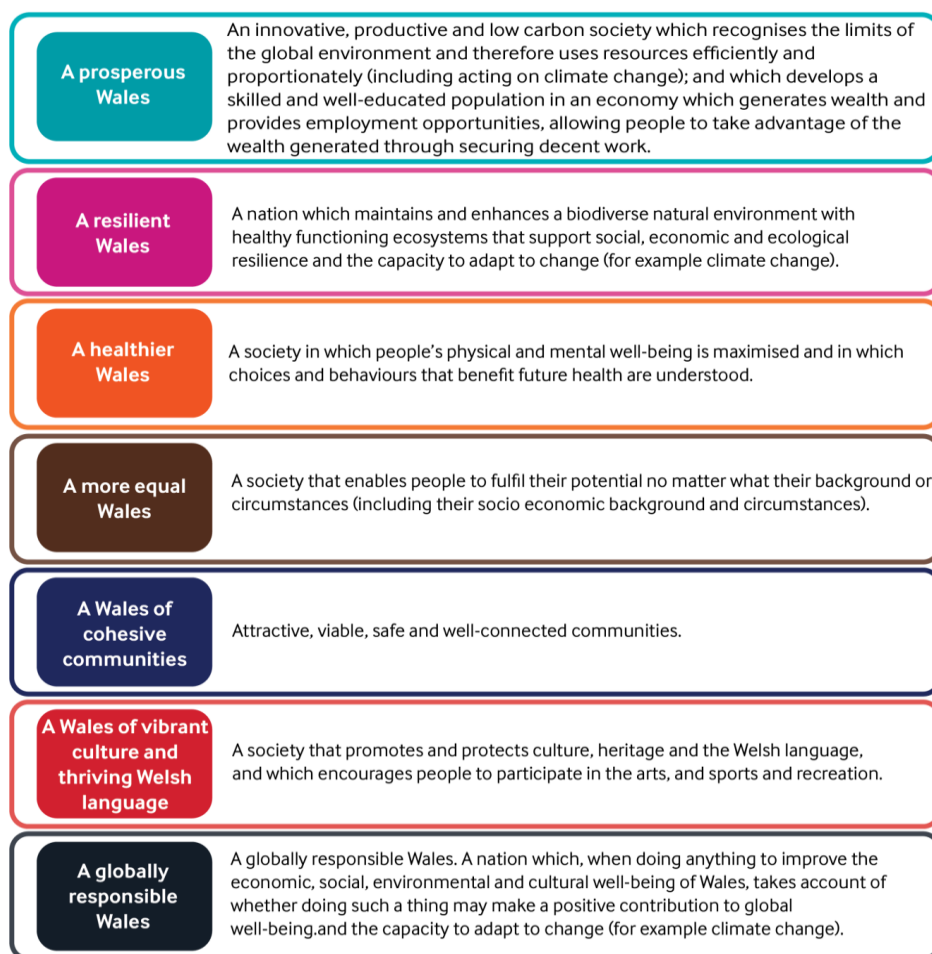 A prosperous
Wales
An innovative, productive and low carbon society which recognises the limits of
the global environment and therefore uses resources efficiently and
proportionately (including acting on climate change); and which develops a
skilled and well-educated population in an economy which generates wealth and
provides employment opportunities, allowing people to take advantage of the
wealth generated through securing decent work.
A resilient
Wales
A nation which maintains and enhances a biodiverse natural environment with
healthy functioning ecosystems that support social, economic and ecological
resilience and the capacity to adapt to change (for example climate change).
A healthier
Wales
A society in which people's physical and mental well-being is maximised and in which
choices and behaviours that benefit future health are understood.
A more equal
Wales
A society that enables people to fulfil their potential no matter what their background or
circumstances (including their socio economic background and circumstances).
A Wales of
cohesive
communities
Attractive, viable, safe and well-connected communities.
A Wales of vibrant
culture and
thriving Welsh
language
A society that promotes and protects culture, heritage and the Welsh language,
and which encourages people to participate in the arts, and sports and recreation.
A globally
responsible
Wales
A globally responsible Wales. A nation which, when doing anything to improve the
economic, social, environmental and cultural well-being of Wales, takes account of
whether doing such a thing may make a positive contribution to global
well-being.and the capacity to adapt to change (for example climate change).